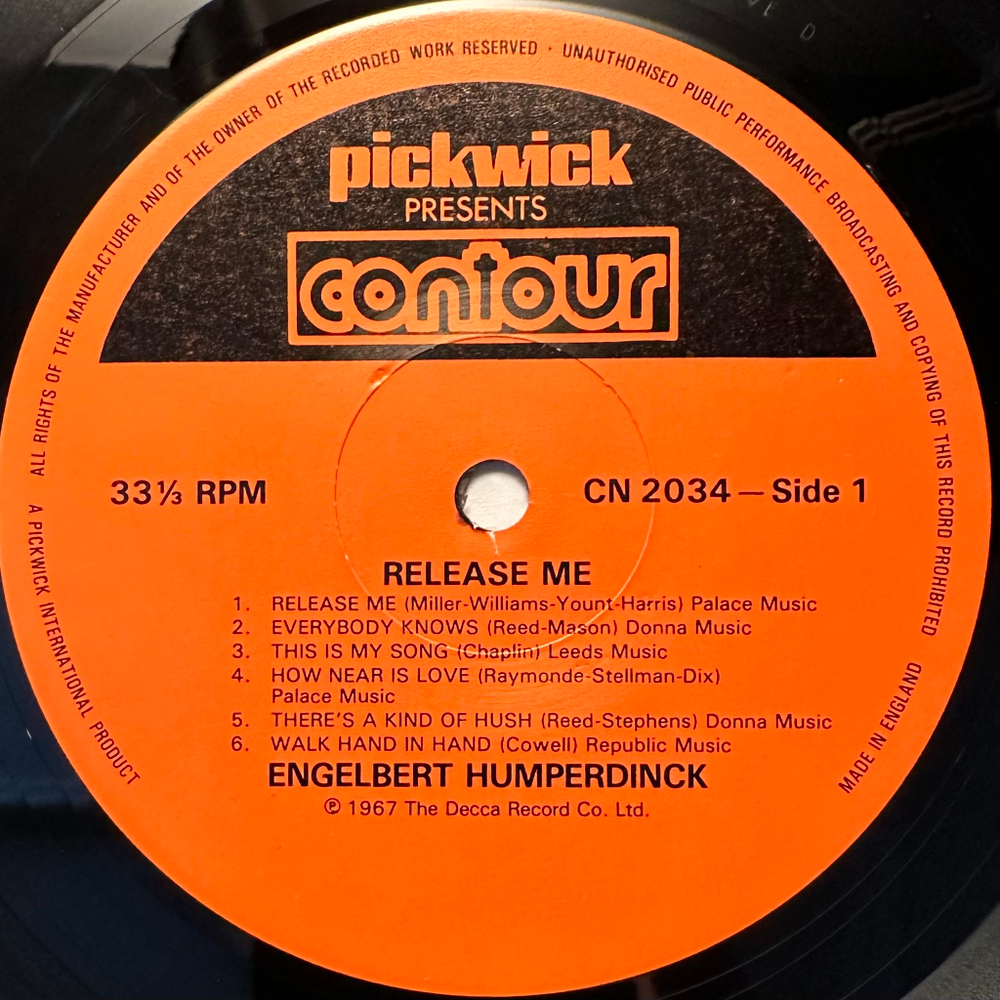 ALL RIGHTS OF THE MANUFACTURER AND OF THE OWNER OF THE RECORDED WORK RESERVED · UNAUTHORISED PUBLIC PERFORMANCE BROADCASTING AND COPYING OF THIS RECORD PROHIBITED
pickwick
PRESENTS
contour
33⅓ RPM
CN 2034 — Side 1
RELEASE ME
1. RELEASE ME (Miller-Williams-Yount-Harris) Palace Music
2. EVERYBODY KNOWS (Reed-Mason) Donna Music
3. THIS IS MY SONG (Chaplin) Leeds Music
4. HOW NEAR IS LOVE (Raymonde-Stellman-Dix)
Palace Music
5. THERE'S A KIND OF HUSH (Reed-Stephens) Donna Music
6. WALK HAND IN HAND (Cowell) Republic Music
ENGELBERT HUMPERDINCK
℗ 1967 The Decca Record Co. Ltd.
A PICKWICK INTERNATIONAL PRODUCT
MADE IN ENGLAND